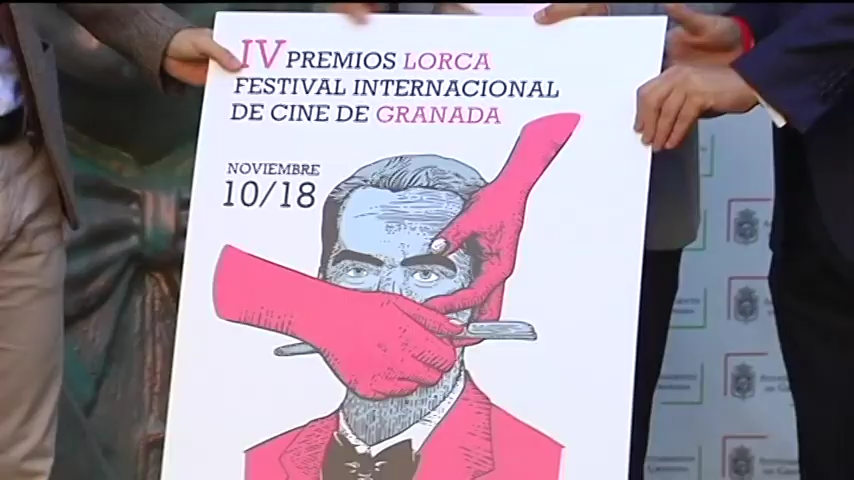 IV PREMIOS LORCA
FESTIVAL INTERNACIONAL
DE CINE DE GRANADA
NOVIEMBRE
10/18